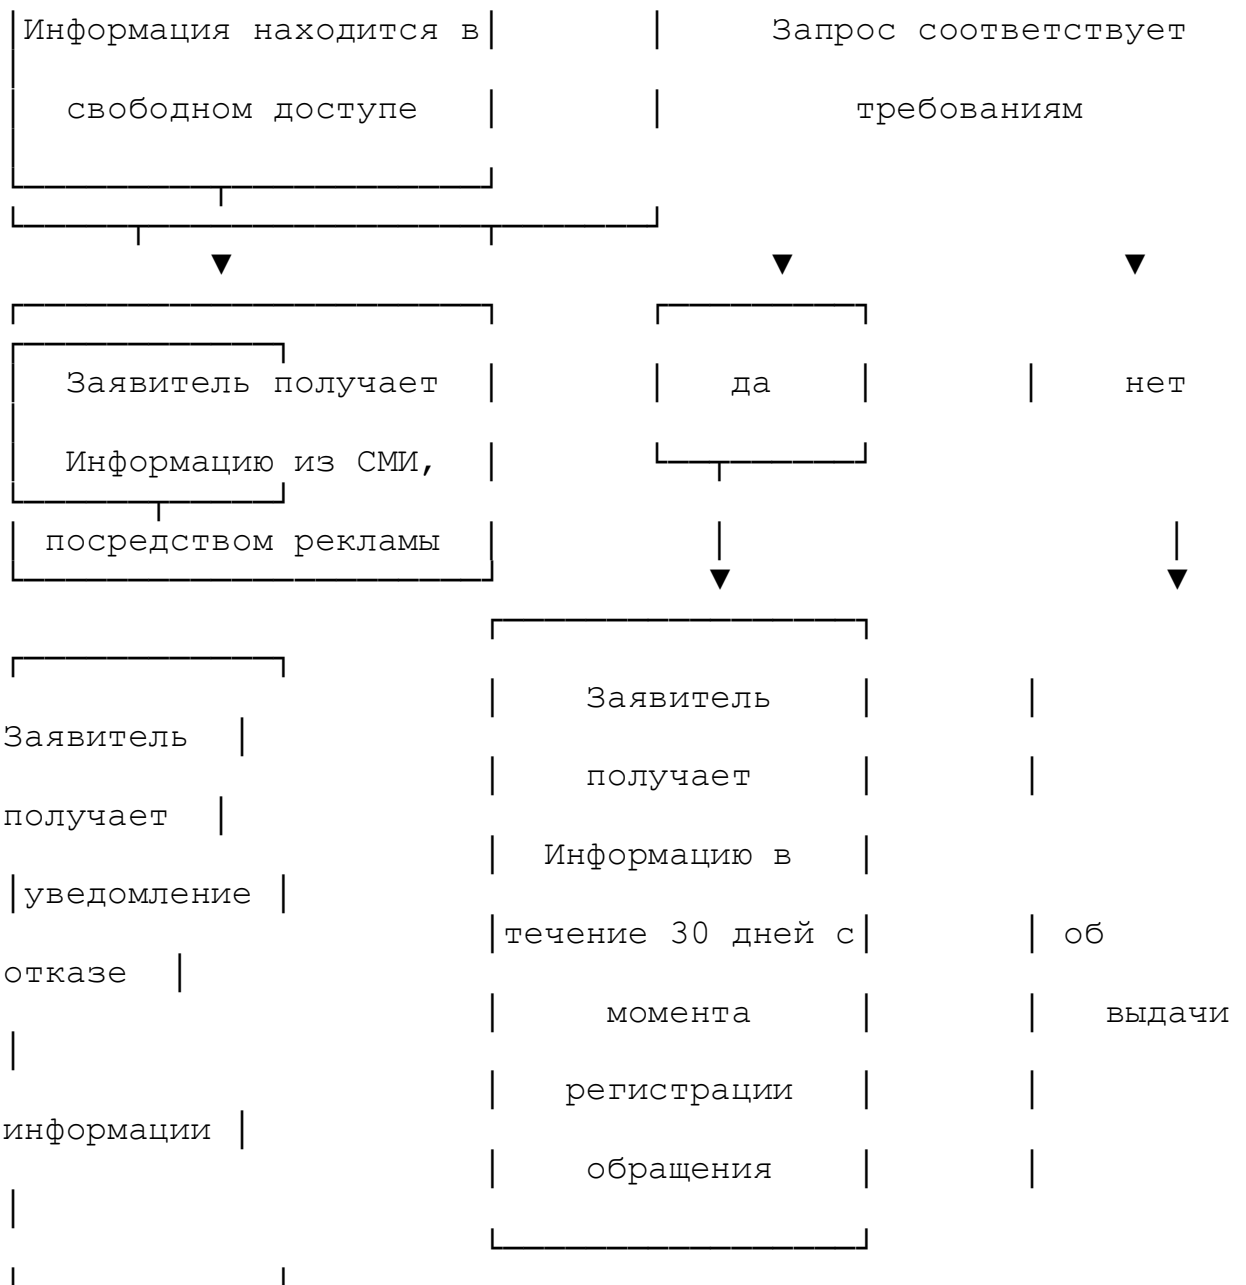 Информация находится в Запрос соответствует
свободном доступе требованиям
Заявитель получает да нет
Информацию из СМИ,
посредством рекламы
Заявитель
Заявитель
получает
получает
Информацию в
уведомление
течение 30 дней с об
отказе
момента выдачи
регистрации
информации
обращения